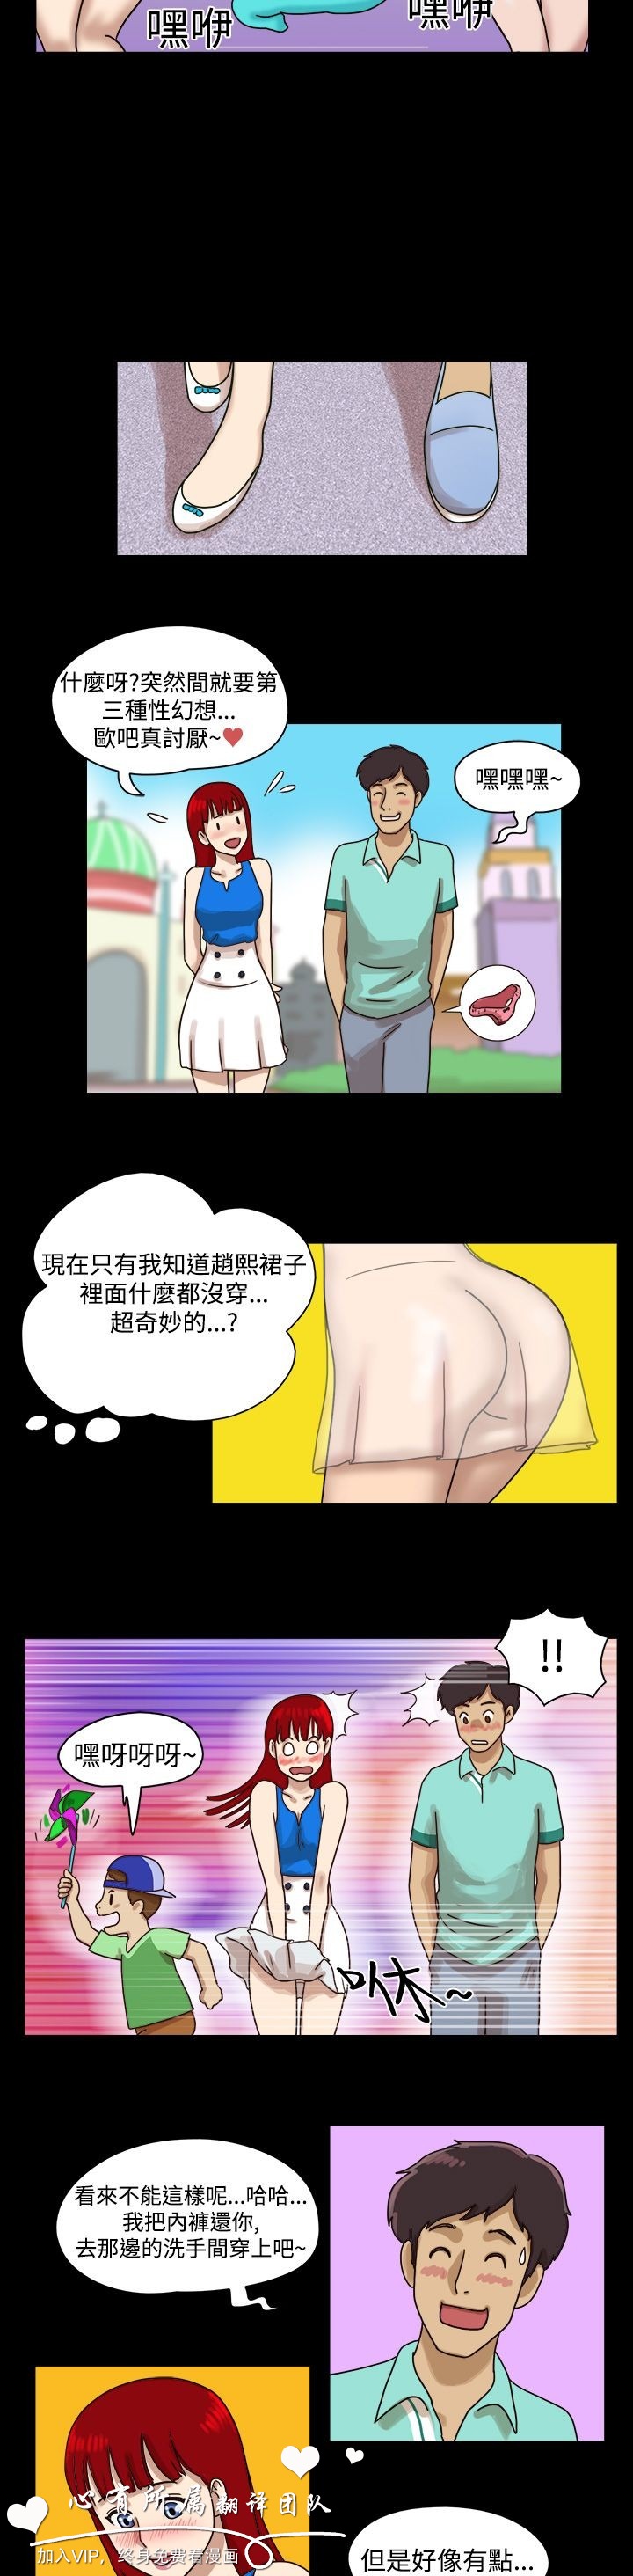 嘿咿
嘿咿
什麼呀?突然間就要第
三種性幻想...
歐吧真討厭~♥
嘿嘿嘿~
現在只有我知道趙熙裙子
裡面什麼都沒穿...
超奇妙的...?
!!
嘿呀呀呀~
咻~
看來不能這樣呢...哈哈...
我把內褲還你,
去那邊的洗手間穿上吧~
心有所属翻译团队
加入VIP，终身免费看漫画
但是好像有點...